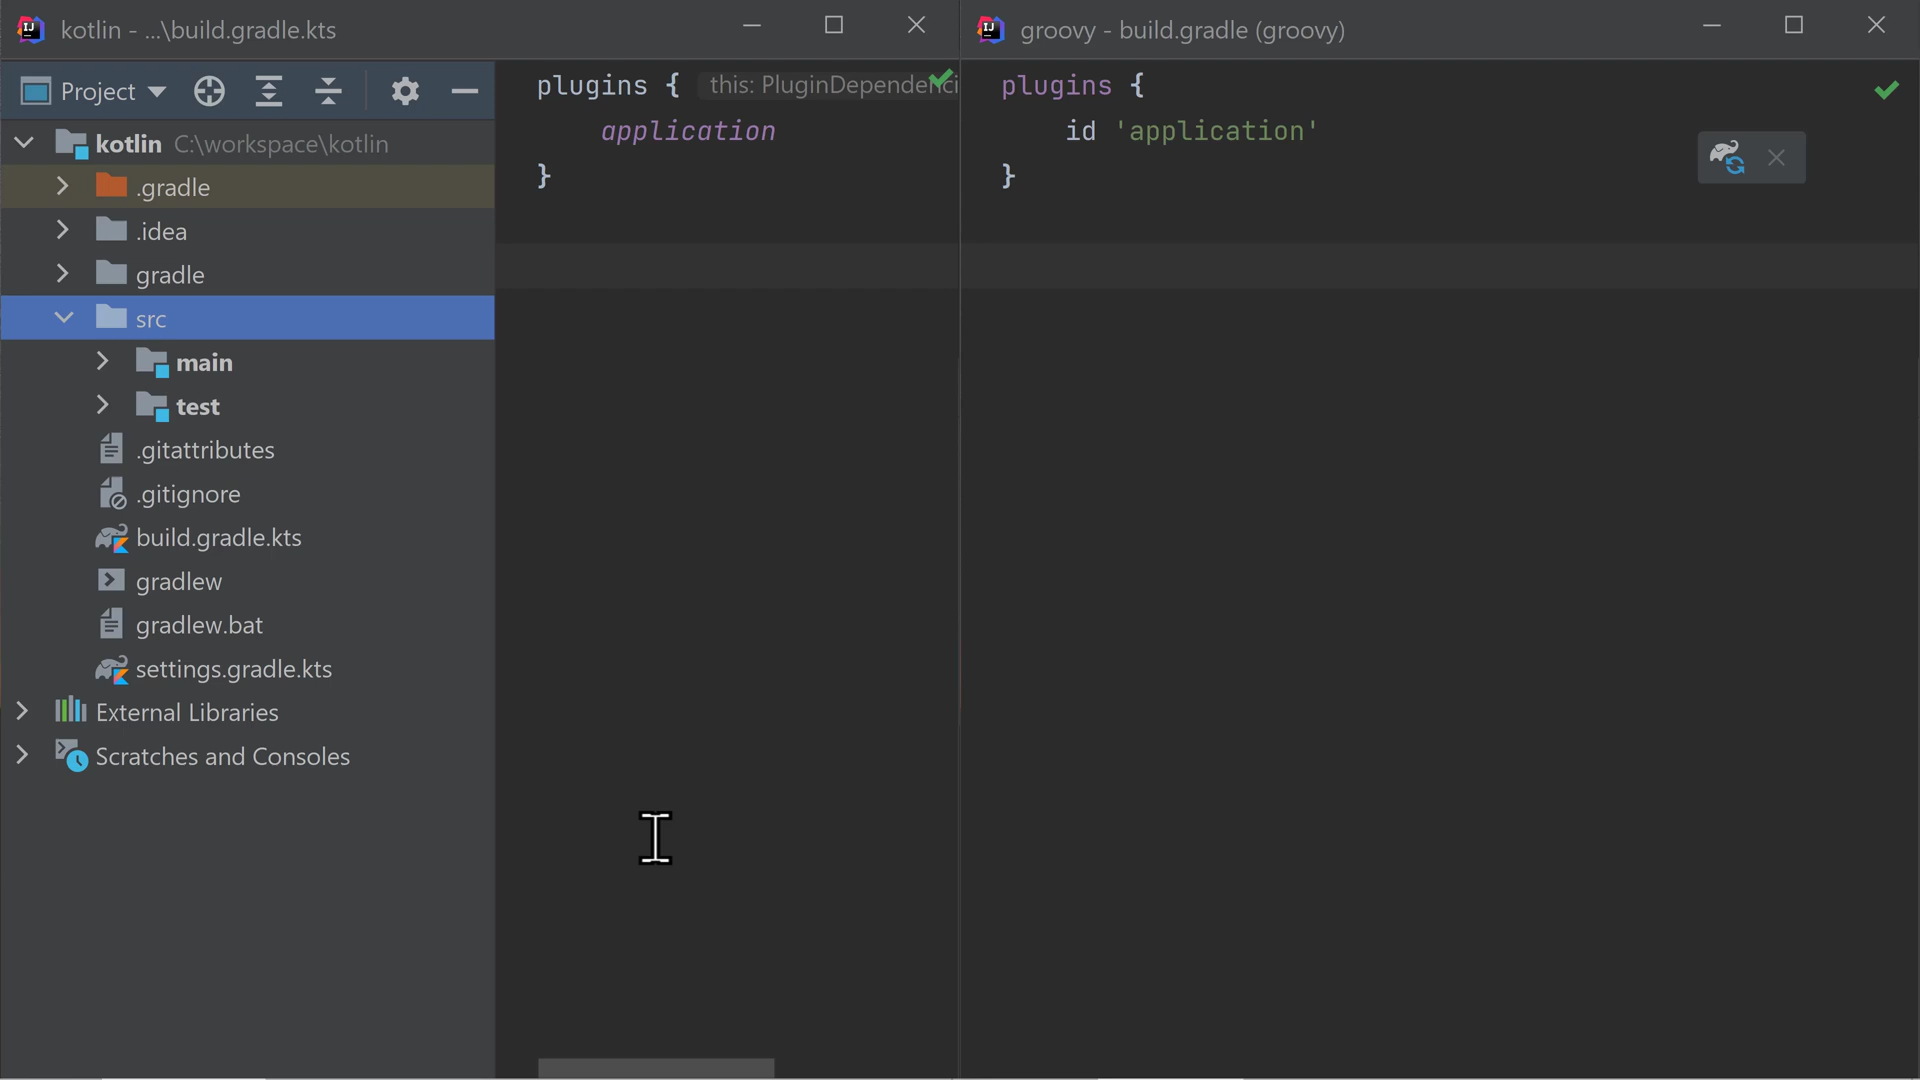 kotlin - ...\build.gradle.kts
Project
kotlin C:\workspace\kotlin
.gradle
.idea
gradle
src
main
test
.gitattributes
.gitignore
build.gradle.kts
gradlew
gradlew.bat
settings.gradle.kts
External Libraries
Scratches and Consoles
plugins { this: PluginDependenci
application
}
groovy - build.gradle (groovy)
plugins {
id 'application'
}